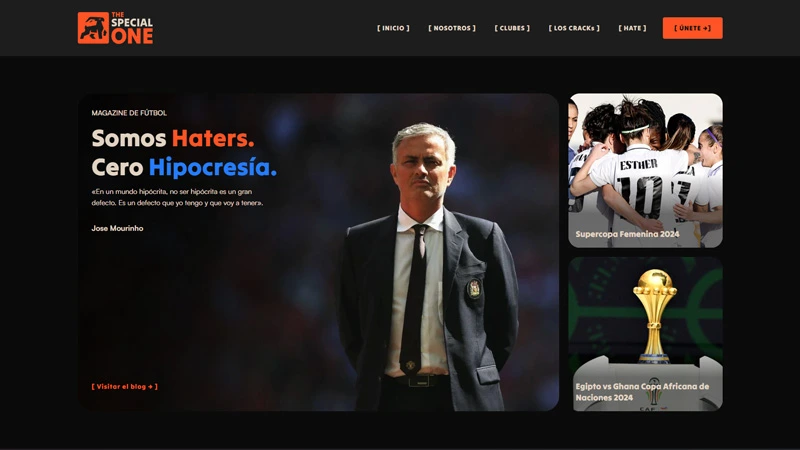 THE
SPECIAL
ONE
[ INICIO ]
[ NOSOTROS ]
[ CLUBES ]
[ LOS CRACKs ]
[ HATE ]
[ ÚNETE → ]
MAGAZINE DE FÚTBOL
Somos Haters.
Cero Hipocresía.
«En un mundo hipócrita, no ser hipócrita es un gran
defecto. Es un defecto que yo tengo y que voy a tener».
Jose Mourinho
[ Visitar el blog → ]
ESTHER
10
Supercopa Femenina 2024
Egipto vs Ghana Copa Africana de
Naciones 2024
CAF